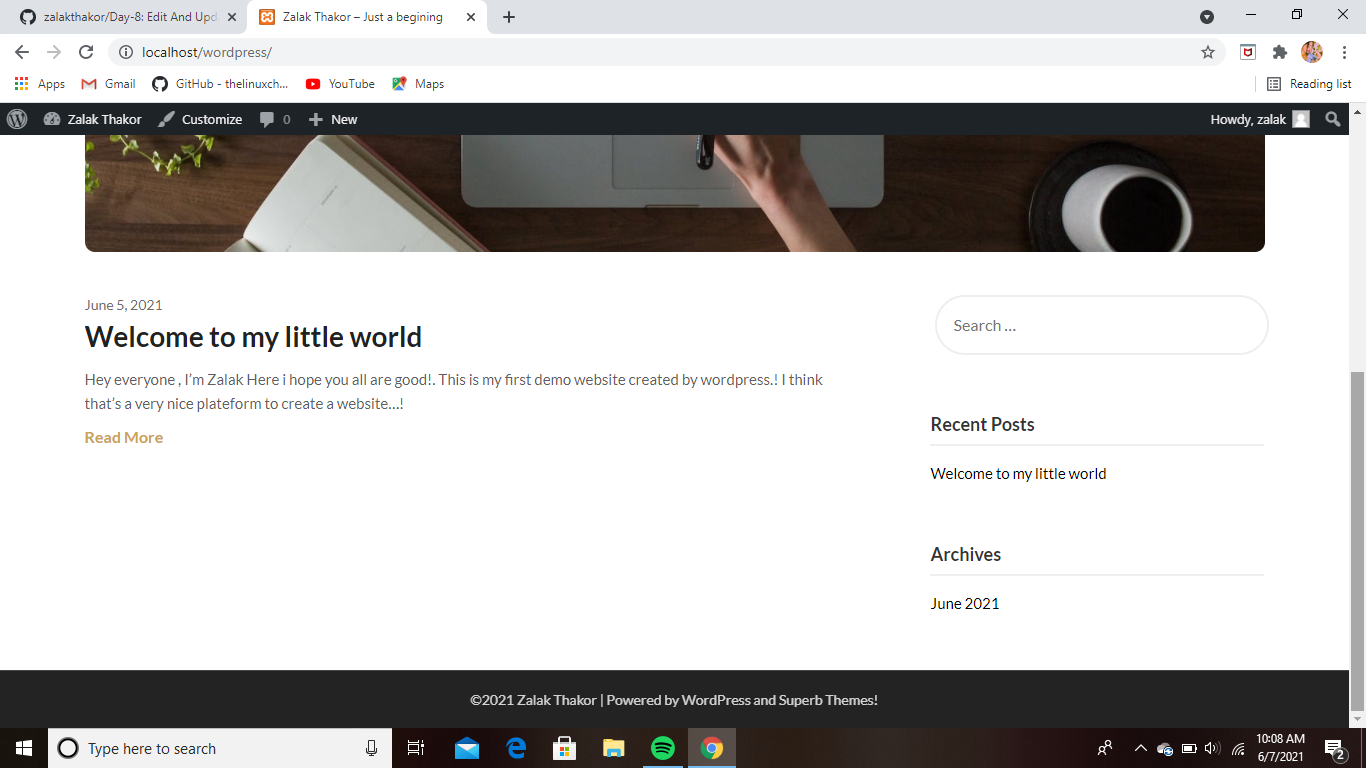 zalakthakor/Day-8: Edit And Upd
Zalak Thakor – Just a begining
localhost/wordpress/
Apps
Gmail
GitHub - thelinuxch...
YouTube
Maps
Reading list
Zalak Thakor
Customize
0
New
Howdy, zalak
June 5, 2021
Welcome to my little world
Hey everyone , I’m Zalak Here i hope you all are good!. This is my first demo website created by wordpress.! I think
that’s a very nice plateform to create a website…!
Read More
Search …
Recent Posts
Welcome to my little world
Archives
June 2021
©2021 Zalak Thakor | Powered by WordPress and Superb Themes!
Type here to search
10:08 AM
6/7/2021
2